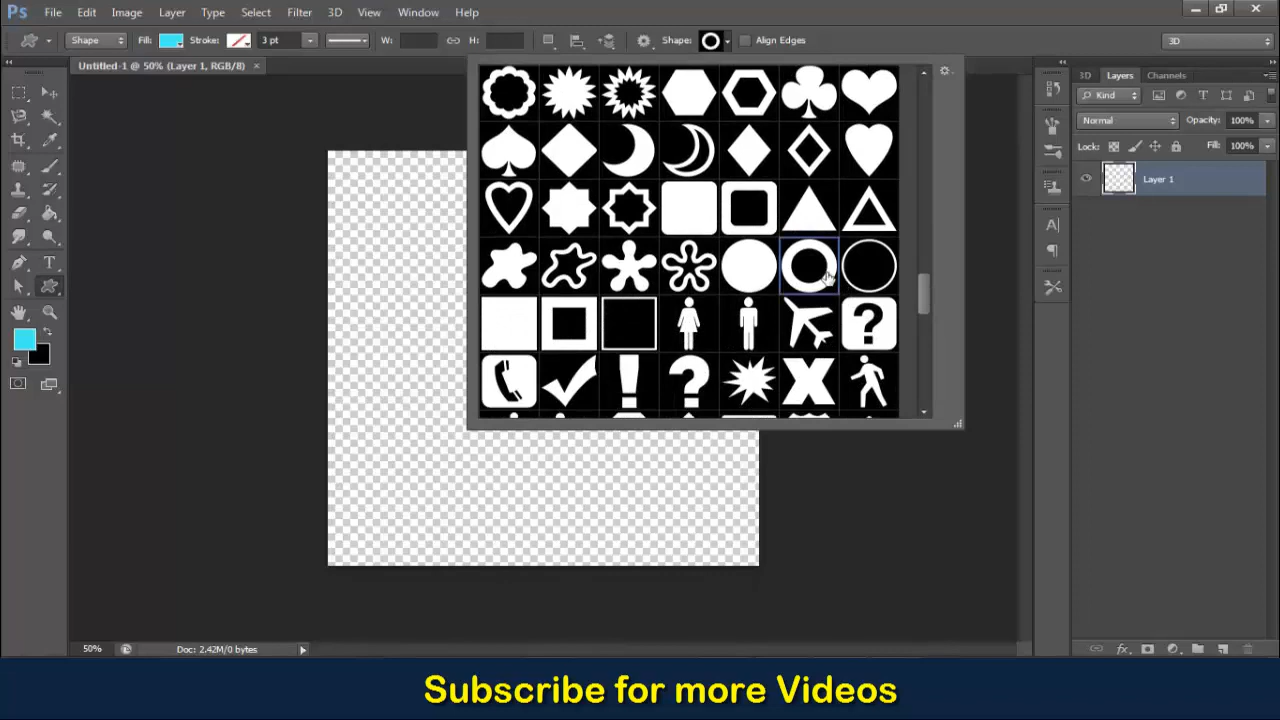 Ps File Edit Image Layer Type Select Filter 3D View Window Help
Shape Fill: Stroke: 3 pt W: H: Shape: Align Edges 3D
Untitled-1 @ 50% (Layer 1, RGB/8) ×
3D Layers Channels
Kind T
Normal Opacity: 100%
Locks: Fill: 100%
Layer 1
50% Doc: 2.42M/0 bytes
Subscribe for more Videos